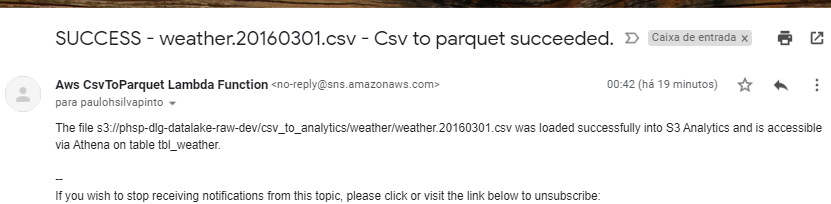 SUCCESS - weather.20160301.csv - Csv to parquet succeeded. Caixa de entrada x
Aws CsvToParquet Lambda Function <no-reply@sns.amazonaws.com> 00:42 (há 19 minutos)
para paulohsilvapinto
The file s3://phsp-dlg-datalake-raw-dev/csv_to_analytics/weather/weather.20160301.csv was loaded successfully into S3 Analytics and is accessible
via Athena on table tbl_weather.
--
If you wish to stop receiving notifications from this topic, please click or visit the link below to unsubscribe: